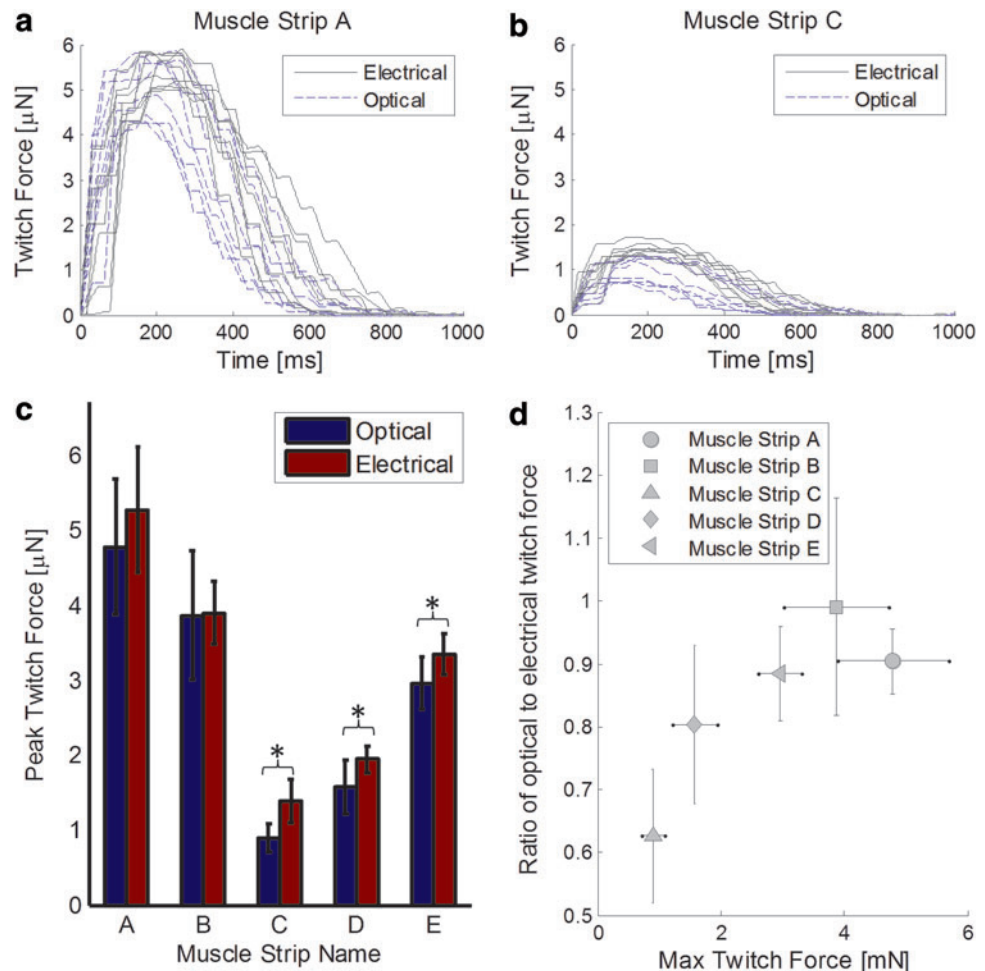 a
Muscle Strip A
6
5
4
3
2
1
0
Twitch Force [μN]
Electrical
Optical
0 200 400 600 800 1000
Time [ms]
b
Muscle Strip C
6
5
4
3
2
1
0
Twitch Force [μN]
Electrical
Optical
0 200 400 600 800 1000
Time [ms]
c
Optical
Electrical
6
5
4
3
2
1
0
Peak Twitch Force [μN]
*
*
*
A B C D E
Muscle Strip Name
d
1.3
1.2
1.1
1
0.9
0.8
0.7
0.6
0.5
Ratio of optical to electrical twitch force
Muscle Strip A
Muscle Strip B
Muscle Strip C
Muscle Strip D
Muscle Strip E
0 2 4 6
Max Twitch Force [mN]